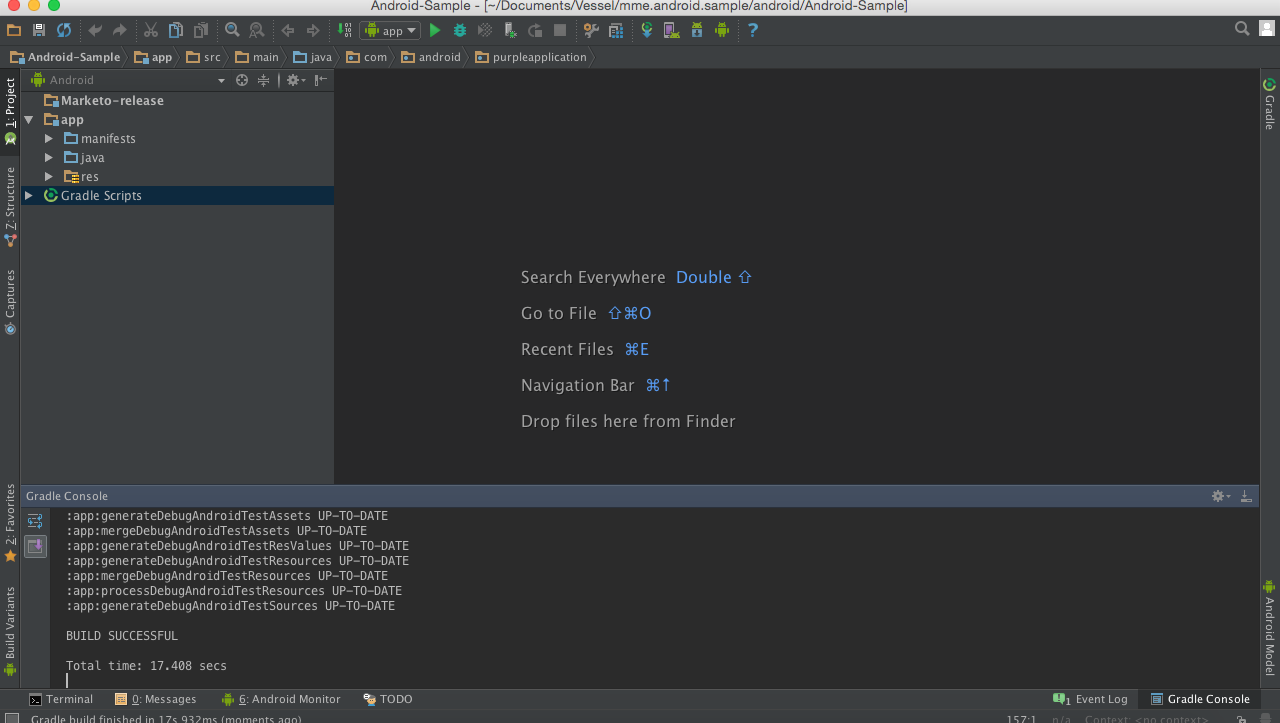 Android-Sample - [~/Documents/Vessel/mme.android.sample/android/Android-Sample]
app
?
Android-Sample app src main java com android purpleapplication
1: Project
7: Structure
Captures
2: Favorites
Build Variants
Android
Marketo-release
app
manifests
java
res
Gradle Scripts
Search Everywhere Double ⇧
Go to File ⇧⌘O
Recent Files ⌘E
Navigation Bar ⌘↑
Drop files here from Finder
Gradle
Android Model
Gradle Console
:app:generateDebugAndroidTestAssets UP-TO-DATE
:app:mergeDebugAndroidTestAssets UP-TO-DATE
:app:generateDebugAndroidTestResValues UP-TO-DATE
:app:generateDebugAndroidTestResources UP-TO-DATE
:app:mergeDebugAndroidTestResources UP-TO-DATE
:app:processDebugAndroidTestResources UP-TO-DATE
:app:generateDebugAndroidTestSources UP-TO-DATE
BUILD SUCCESSFUL
Total time: 17.408 secs
Terminal 0: Messages 6: Android Monitor TODO 1 Event Log Gradle Console
Gradle build finished in 17s 932ms (moments ago) 157:1 n/a Context: <no context>